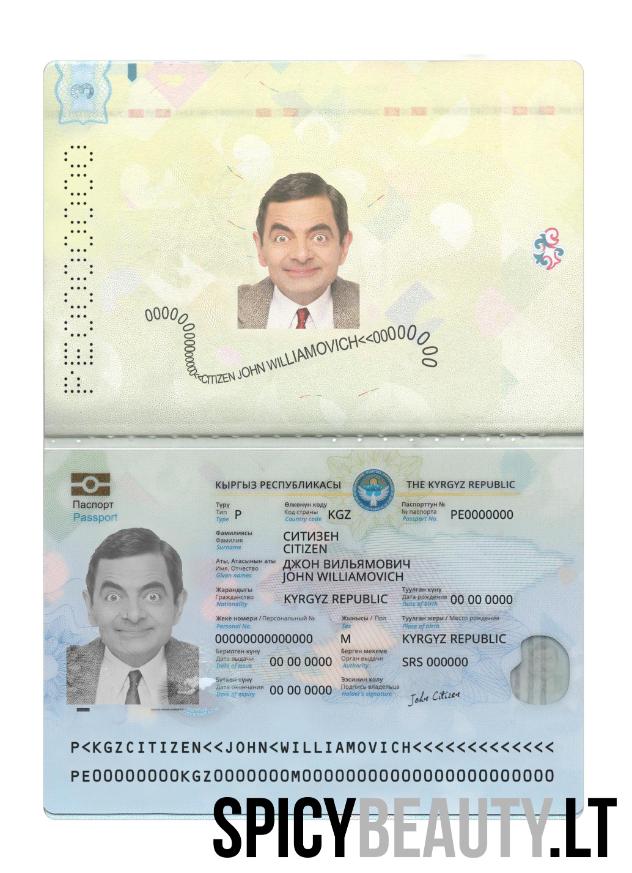 PE0000000
000000000000000<<CITIZEN JOHN WILLIAMOVICH<<00000000
Паспорт
Passport
КЫРГЫЗ РЕСПУБЛИКАСЫ THE KYRGYZ REPUBLIC
Түрү Өлкөнүн коду Паспорттун №
Тип P Код страны KGZ № паспорта PE0000000
Type Country code Passport No.
Фамилиясы СИТИЗЕН
Фамилия CITIZEN
Surname
Аты, Атасынын аты ДЖОН ВИЛЬЯМОВИЧ
Имя, Отчество JOHN WILLIAMOVICH
Given names
Жарандыгы Туулган күнү
Гражданство KYRGYZ REPUBLIC Дата рождения 00 00 0000
Nationality Date of birth
Жеке номери / Персональный № Жынысы / Пол Туулган жери / Место рождения
Personal No. Sex Place of birth
00000000000000 M KYRGYZ REPUBLIC
Берилген күнү Берген мекеме
Дата выдачи 00 00 0000 Орган выдачи SRS 000000
Date of issue Authority
Бүткөн күнү Ээсинин колу
Дата окончания 00 00 0000 Подпись владельца John Citizen
Date of expiry Holder's signature
P<KGZCITIZEN<<JOHN<WILLIAMOVICH<<<<<<<<<<<<<
PE00000000KGZ0000000M00000000000000000000000
SPICYBEAUTY.LT